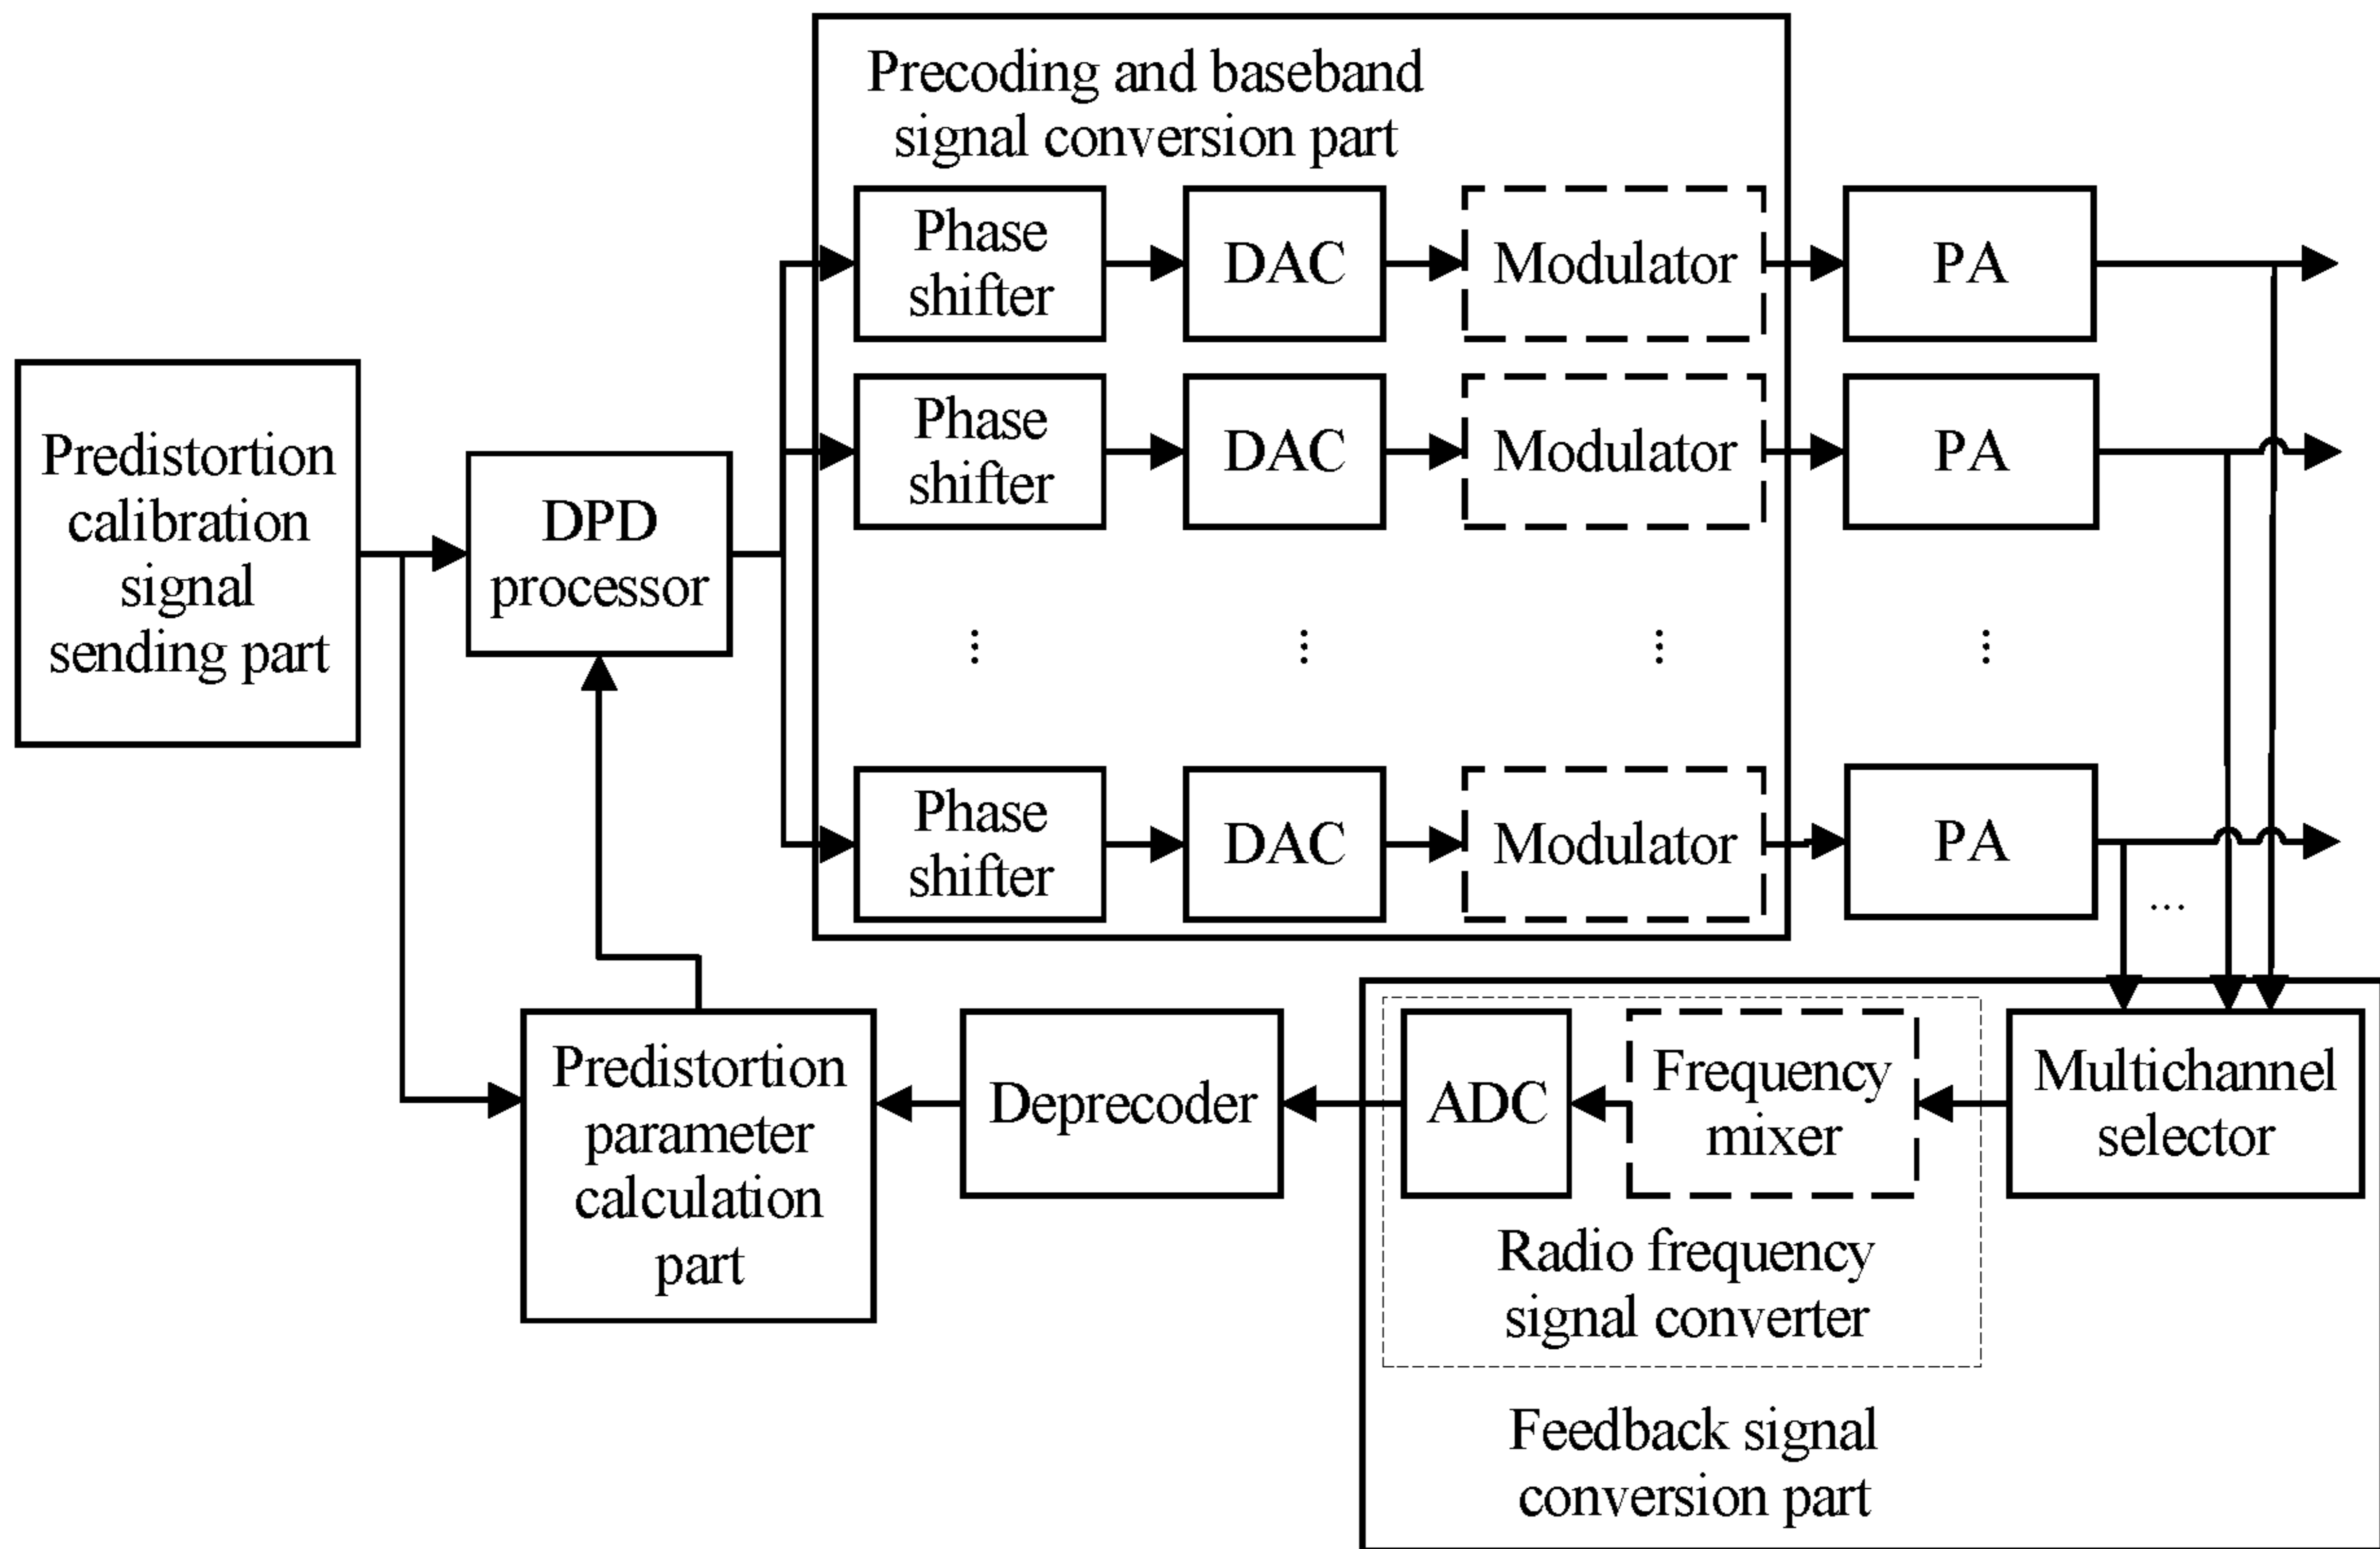 Precoding and baseband
signal conversion part
Phase
shifter
DAC
Modulator
PA
Phase
shifter
DAC
Modulator
PA
Predistortion
calibration
signal
sending part
DPD
processor
⋮ ⋮ ⋮ ⋮
Phase
shifter
DAC
Modulator
PA
...
Predistortion
parameter
calculation
part
Deprecoder
ADC
Frequency
mixer
Multichannel
selector
Radio frequency
signal converter
Feedback signal
conversion part